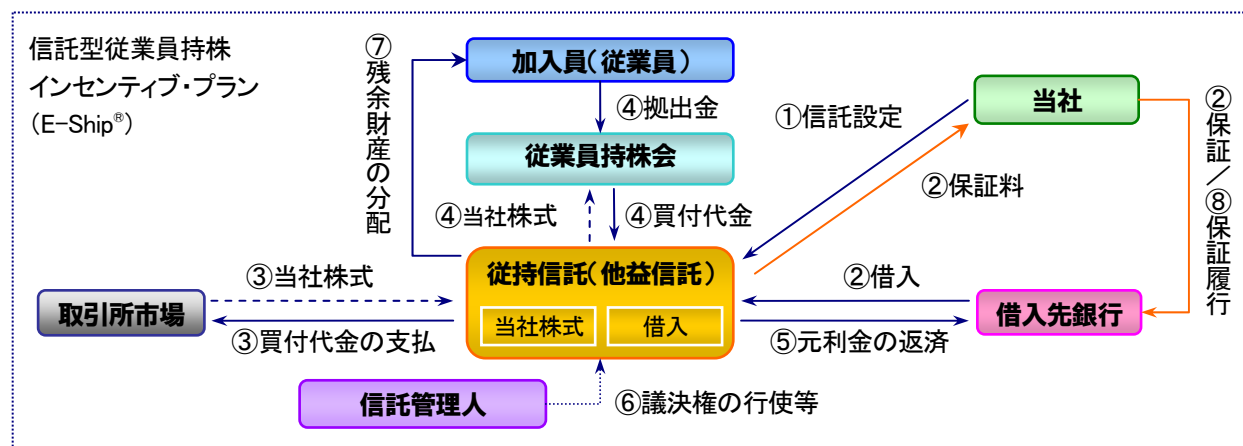 信託型従業員持株
インセンティブ・プラン
（E-Ship®）
⑦残余財産の分配
加入員（従業員）
④拠出金
従業員持株会
④当社株式
④買付代金
①信託設定
②保証料
当社
②保証／⑧保証履行
従持信託（他益信託）
当社株式
借入
③当社株式
取引所市場
③買付代金の支払
②借入
借入先銀行
⑤元利金の返済
信託管理人
⑥議決権の行使等